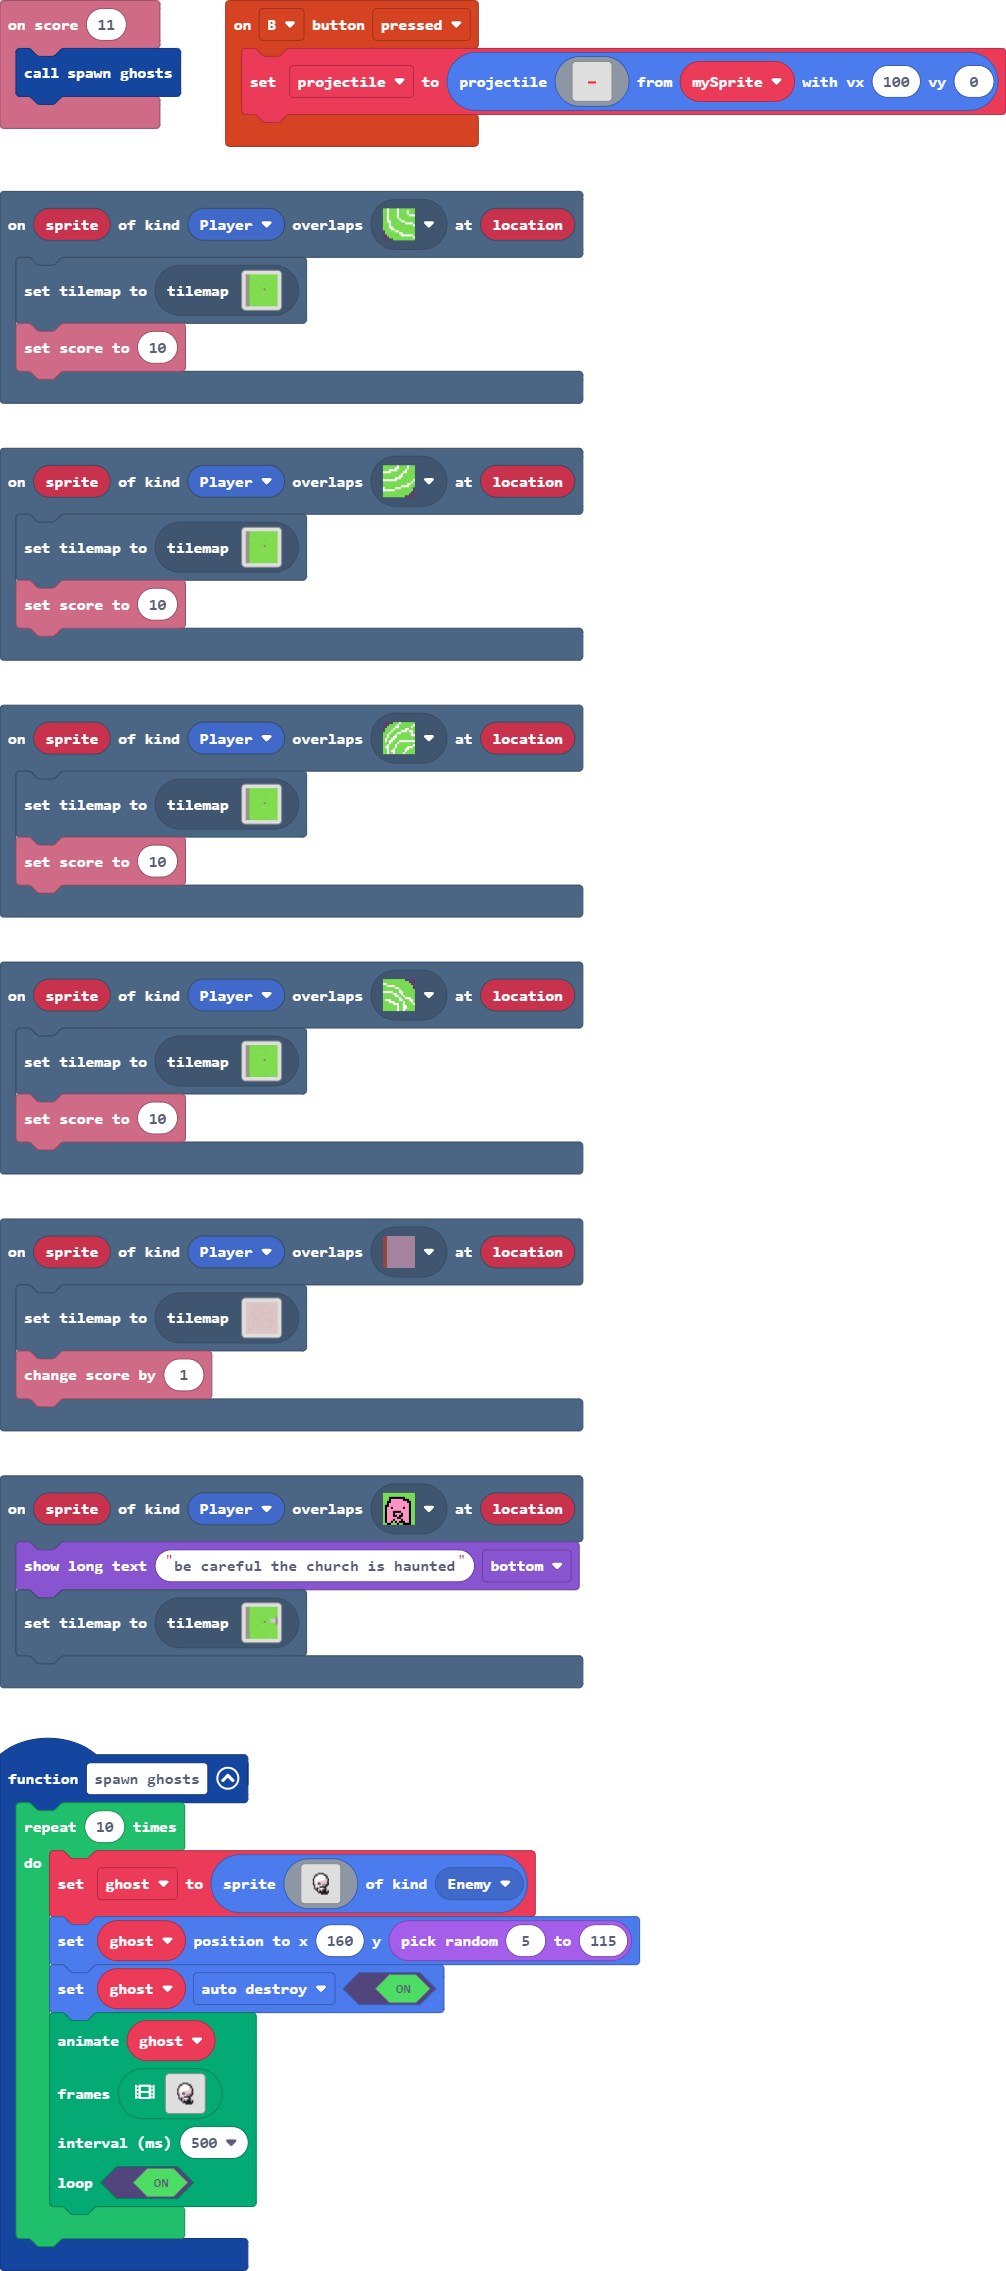 on score 11
call spawn ghosts
on B button pressed
set projectile to projectile from mySprite with vx 100 vy 0
on sprite of kind Player overlaps at location
set tilemap to tilemap
set score to 10
on sprite of kind Player overlaps at location
set tilemap to tilemap
set score to 10
on sprite of kind Player overlaps at location
set tilemap to tilemap
set score to 10
on sprite of kind Player overlaps at location
set tilemap to tilemap
set score to 10
on sprite of kind Player overlaps at location
set tilemap to tilemap
change score by 1
on sprite of kind Player overlaps at location
show long text "be careful the church is haunted" bottom
set tilemap to tilemap
function spawn ghosts
repeat 10 times
do
set ghost to sprite of kind Enemy
set ghost position to x 160 y pick random 5 to 115
set ghost auto destroy ON
animate ghost
frames
interval (ms) 500
loop ON